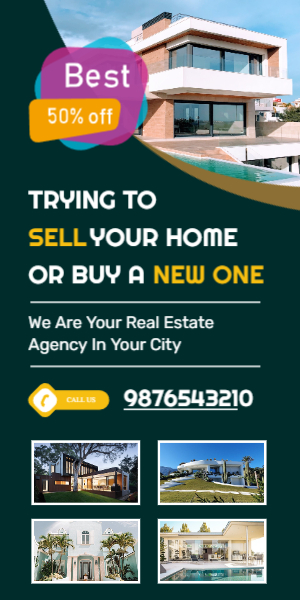 Best
50% off
TRYING TO
SELL YOUR HOME
OR BUY A NEW ONE
We Are Your Real Estate
Agency In Your City
CALL US
9876543210